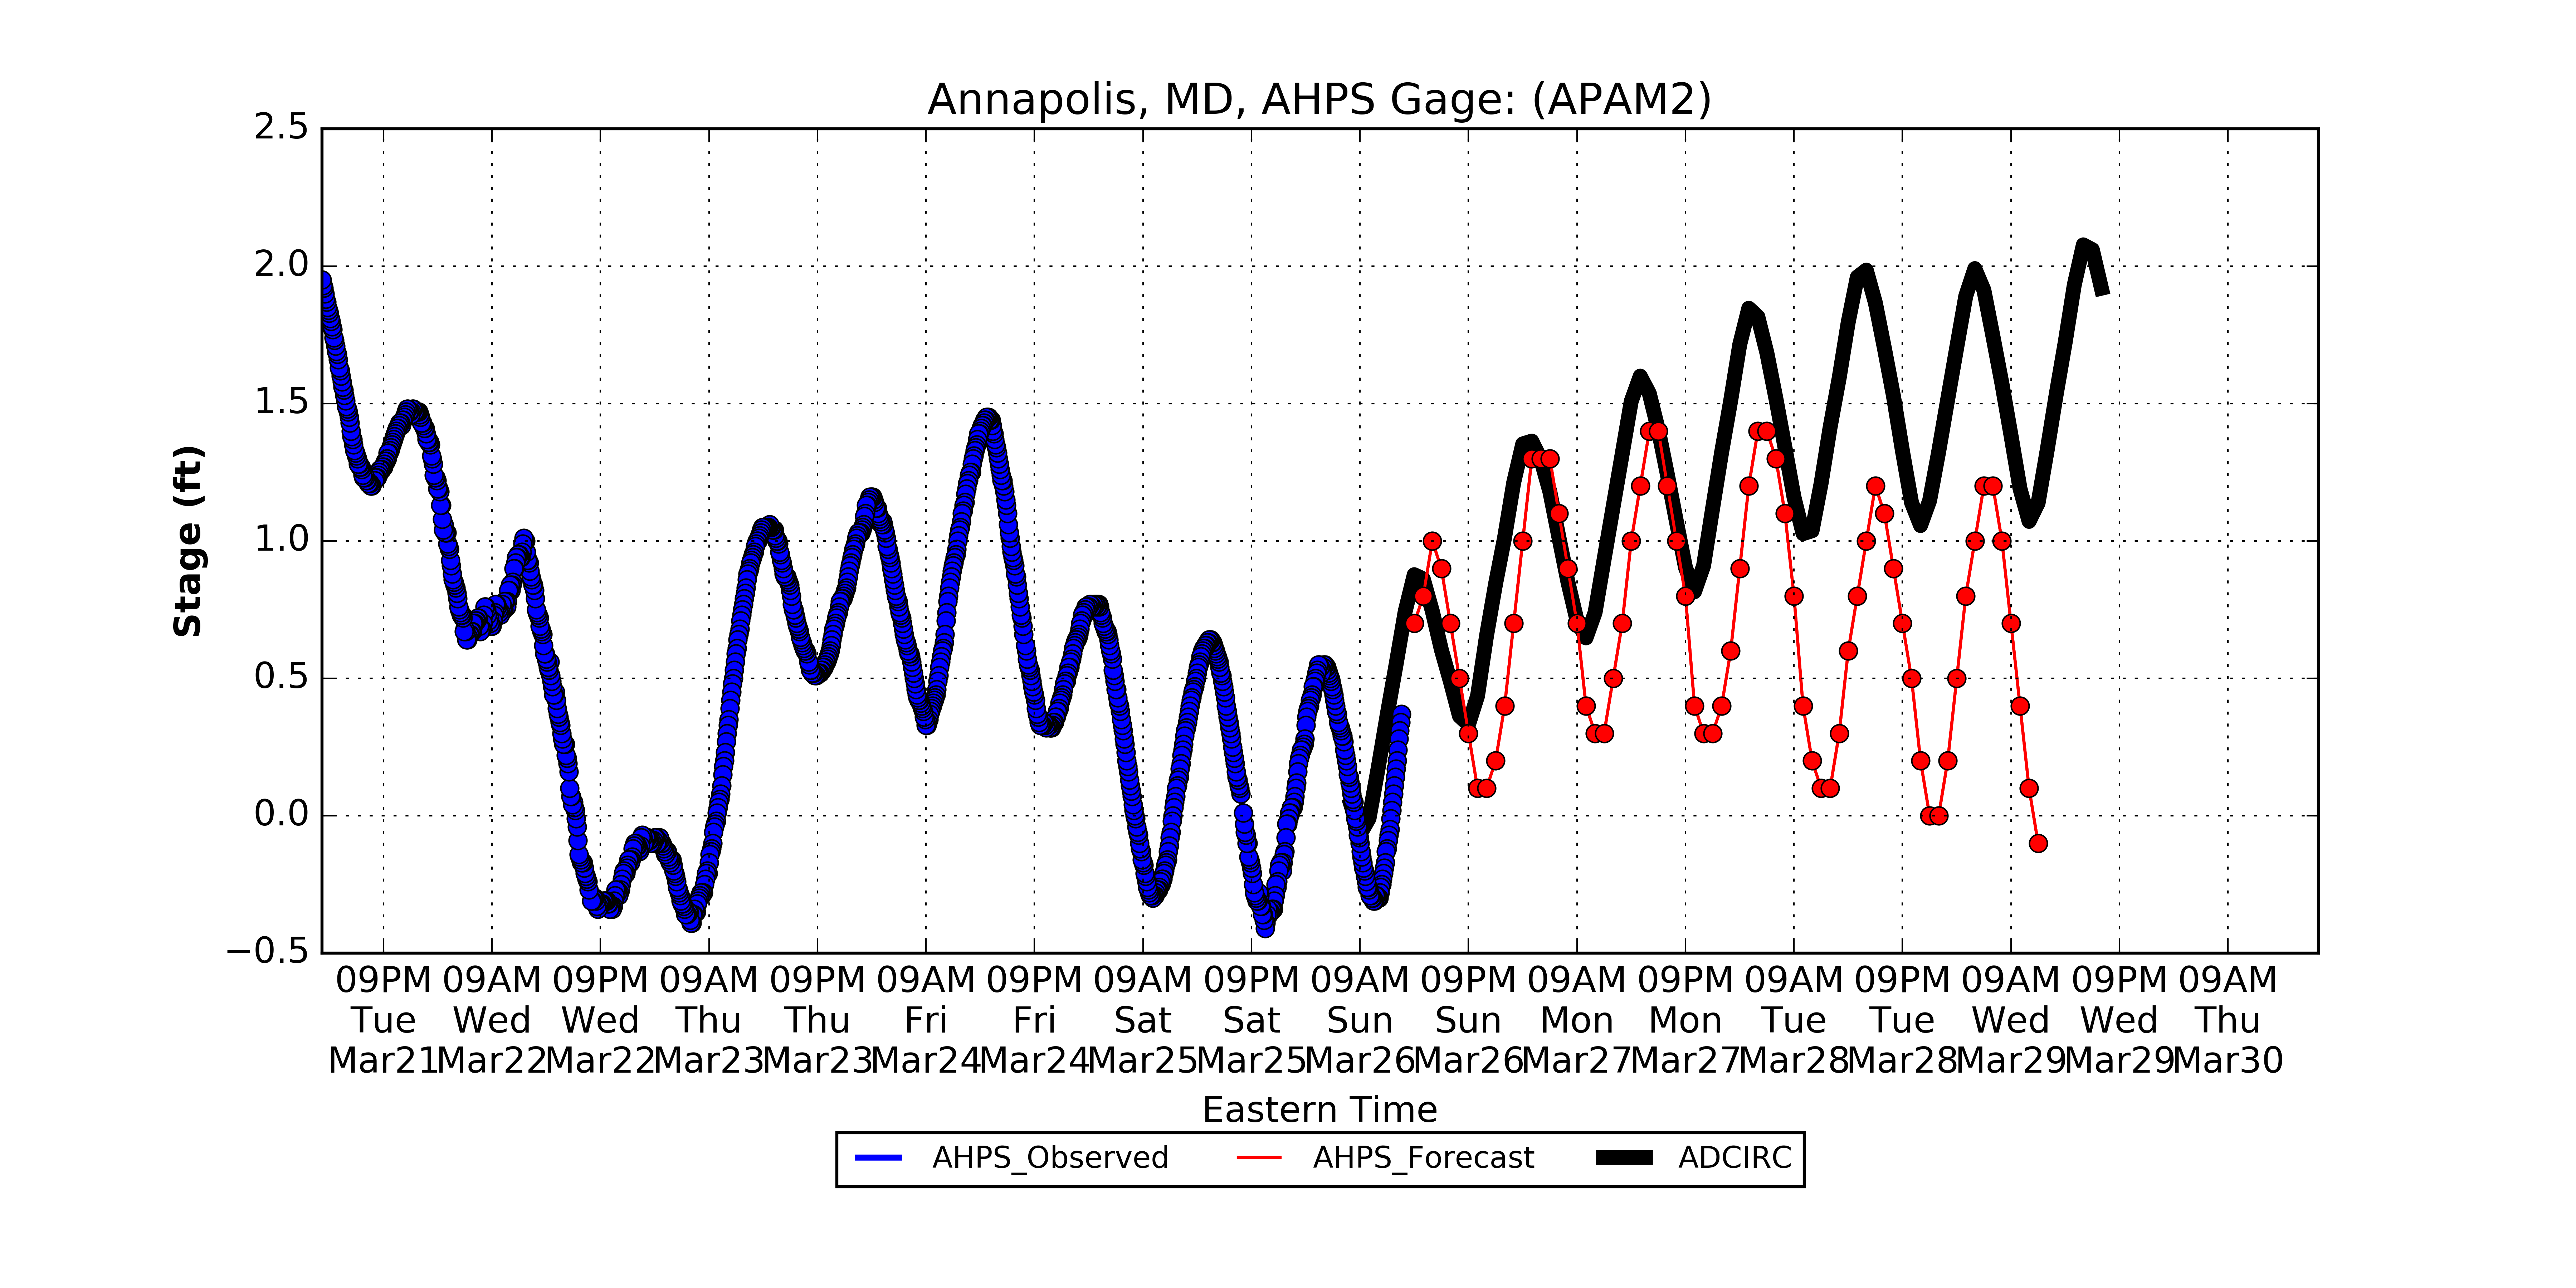 Annapolis, MD, AHPS Gage: (APAM2)
2.5
2.0
1.5
1.0
0.5
0.0
−0.5
Stage (ft)
09PM 09AM 09PM 09AM 09PM 09AM 09PM 09AM 09PM 09AM 09PM 09AM 09PM 09AM 09PM 09AM 09PM 09AM
Tue Wed Wed Thu Thu Fri Fri Sat Sat Sun Sun Mon Mon Tue Tue Wed Wed Thu
Mar21 Mar22 Mar22 Mar23 Mar23 Mar24 Mar24 Mar25 Mar25 Mar26 Mar26 Mar27 Mar27 Mar28 Mar28 Mar29 Mar29 Mar30
Eastern Time
AHPS_Observed AHPS_Forecast ADCIRC